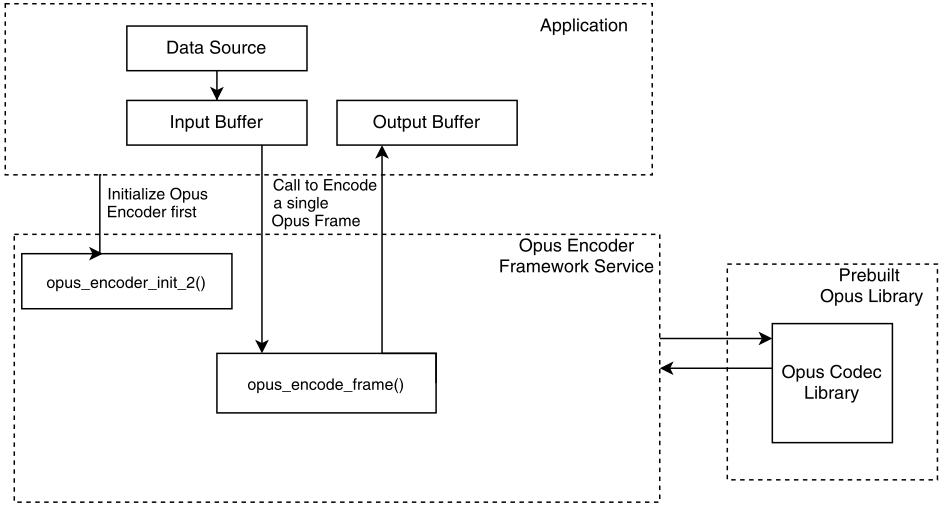 Application
Data Source
Input Buffer
Output Buffer
Initialize Opus
Encoder first
Call to Encode
a single
Opus Frame
Opus Encoder
Framework Service
opus_encoder_init_2()
opus_encode_frame()
Prebuilt
Opus Library
Opus Codec
Library